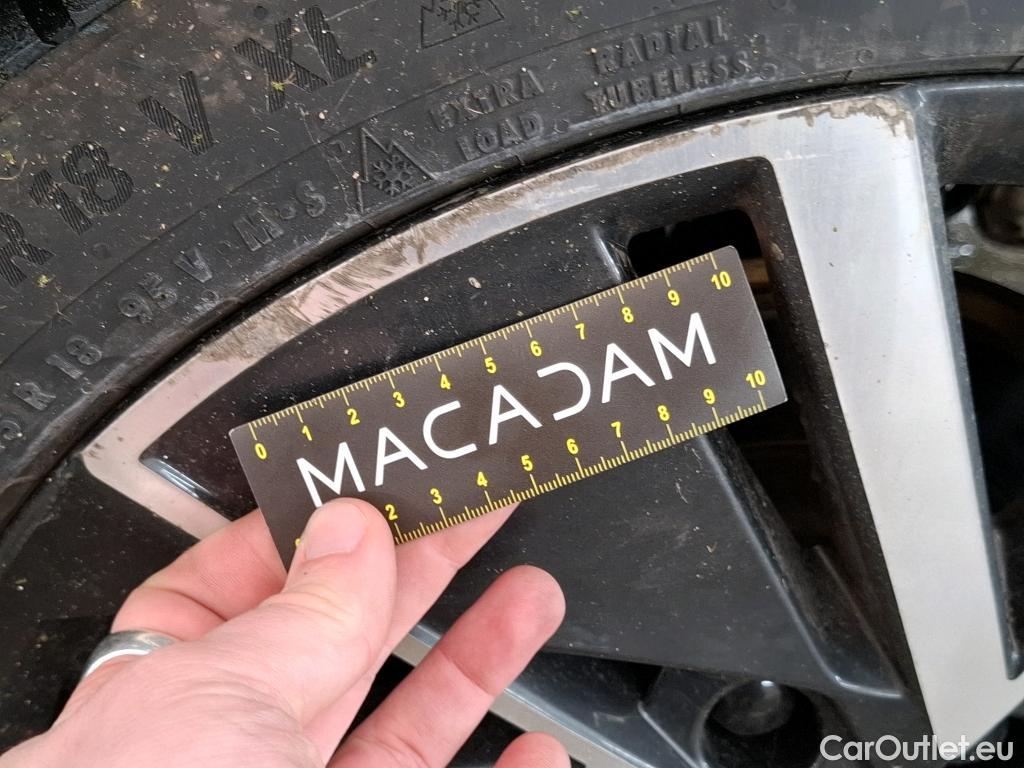 R 18 V XL
R 18 95 V · M·S
EXTRA
LOAD
RADIAL
TUBELESS
0 1 2 3 4 5 6 7 8 9 10
MACADAM
2 3 4 5 6 7 8 9 10
CarOutlet.eu